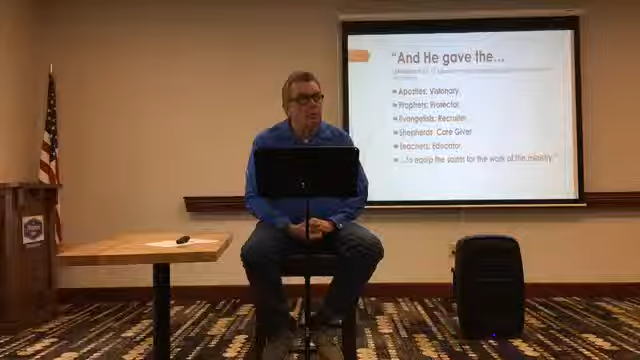 “And He gave the...
Apostles: Visionary
Prophets: Protector
Evangelists: Recruiter
Shepherds: Care Giver
Teachers: Educator
...to equip the saints for the work of the ministry”